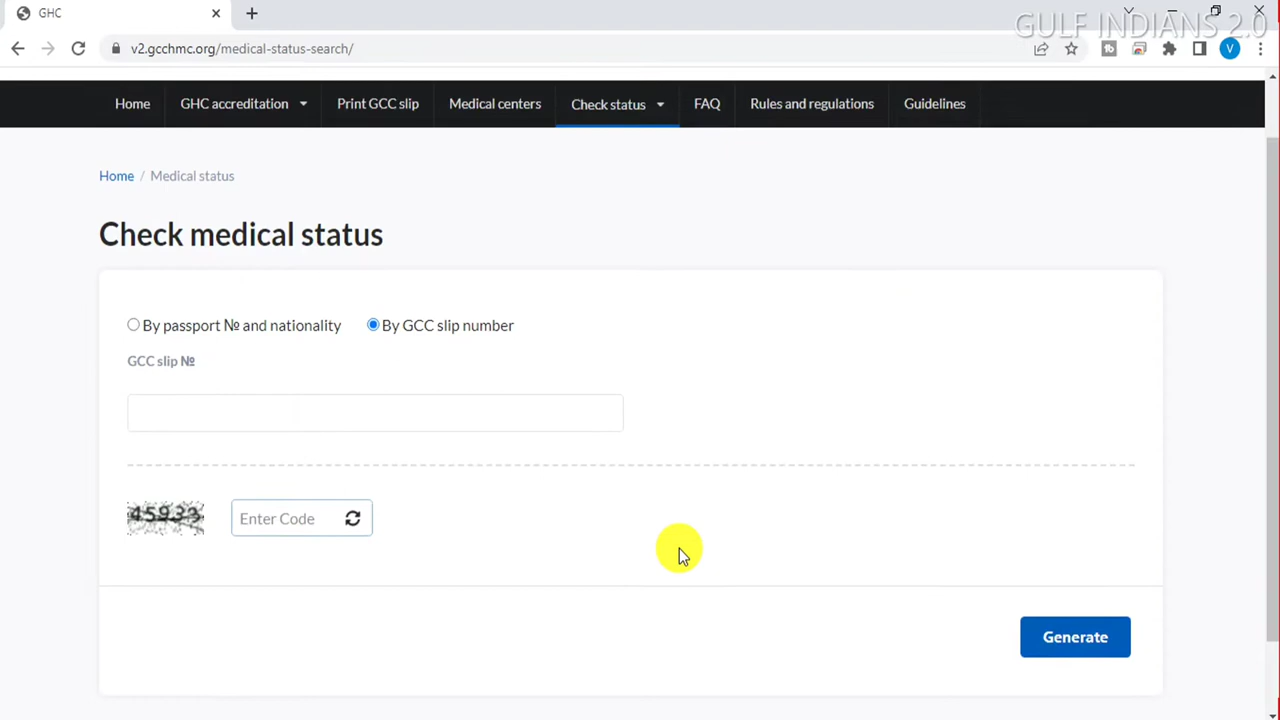 GHC
GULF INDIANS 2.0
v2.gcchmc.org/medical-status-search/
V
Home GHC accreditation Print GCC slip Medical centers Check status FAQ Rules and regulations Guidelines
Home / Medical status
Check medical status
By passport № and nationality By GCC slip number
GCC slip №
45933 Enter Code
Generate